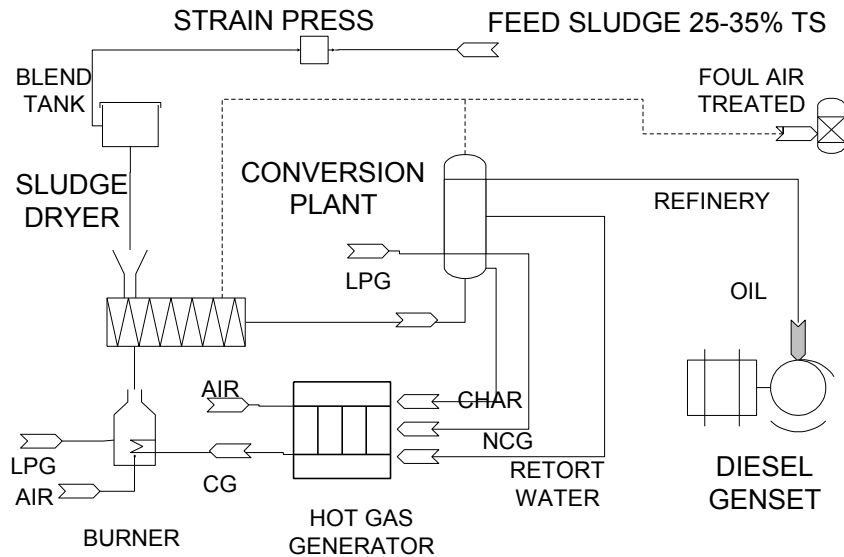 STRAIN PRESS
FEED SLUDGE 25-35% TS
BLEND
TANK
FOUL AIR
TREATED
SLUDGE
DRYER
CONVERSION
PLANT
REFINERY
LPG
OIL
AIR
CHAR
NCG
LPG
CG
RETORT
WATER
AIR
DIESEL
GENSET
BURNER
HOT GAS
GENERATOR